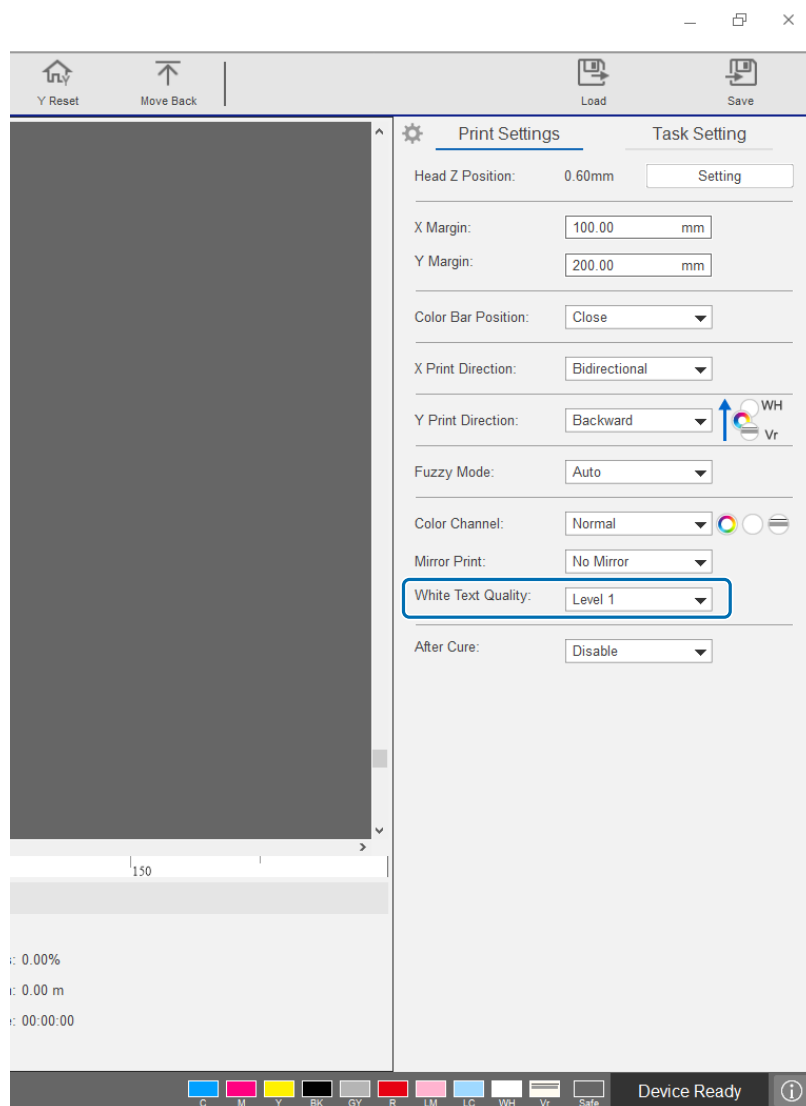 Y Reset Move Back Load Save
Print Settings Task Setting
Head Z Position: 0.60mm Setting
X Margin: 100.00 mm
Y Margin: 200.00 mm
Color Bar Position: Close
X Print Direction: Bidirectional
Y Print Direction: Backward WH Vr
Fuzzy Mode: Auto
Color Channel: Normal
Mirror Print: No Mirror
White Text Quality: Level 1
After Cure: Disable
150
: 0.00%
: 0.00 m
: 00:00:00
C M Y BK GY R LM LC WH Vr Safe Device Ready